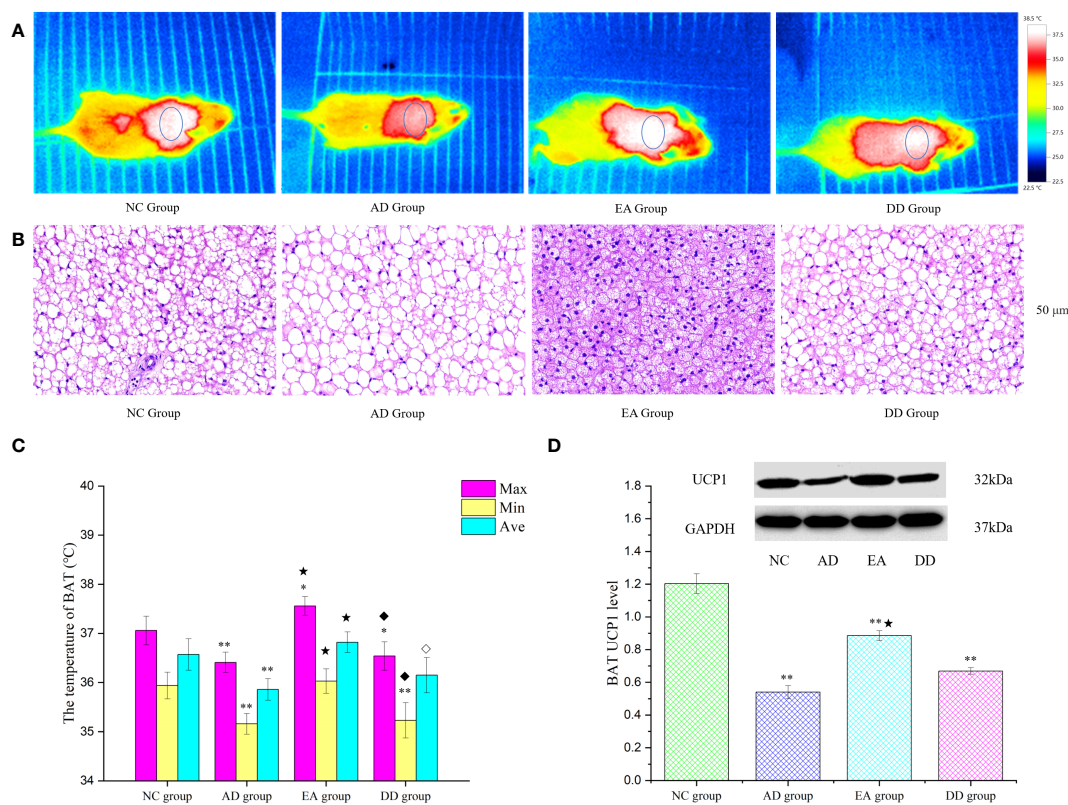 A
38.5 °C
37.5
35.0
32.5
30.0
27.5
25.0
22.5
22.5 °C
NC Group
AD Group
EA Group
DD Group
B
50 μm
NC Group
AD Group
EA Group
DD Group
C
The temperature of BAT (°C)
40
39
38
37
36
35
34
Max
Min
Ave
**
**
**
★
*
★
★
◆
*
◆
**
◇
NC group
AD group
EA group
DD group
D
BAT UCP1 level
1.8
1.6
1.4
1.2
1.0
0.8
0.6
0.4
0.2
0.0
UCP1
32kDa
GAPDH
37kDa
NC AD EA DD
**
**★
**
NC group
AD group
EA group
DD group